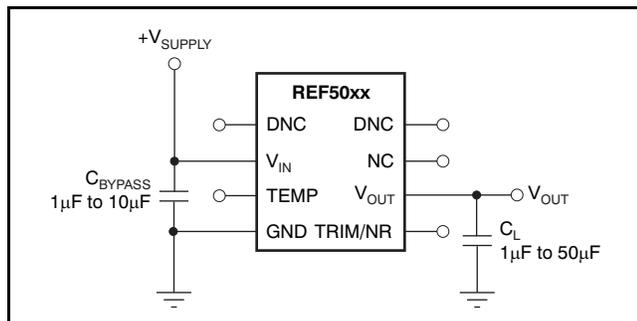 +V_SUPPLY
REF50xx
DNC DNC
V_IN NC
TEMP V_OUT
GND TRIM/NR
C_BYPASS
1μF to 10μF
V_OUT
C_L
1μF to 50μF